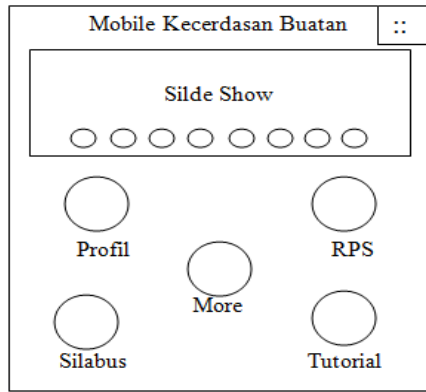 Mobile Kecerdasan Buatan ::
Silde Show
Profil
RPS
More
Silabus
Tutorial